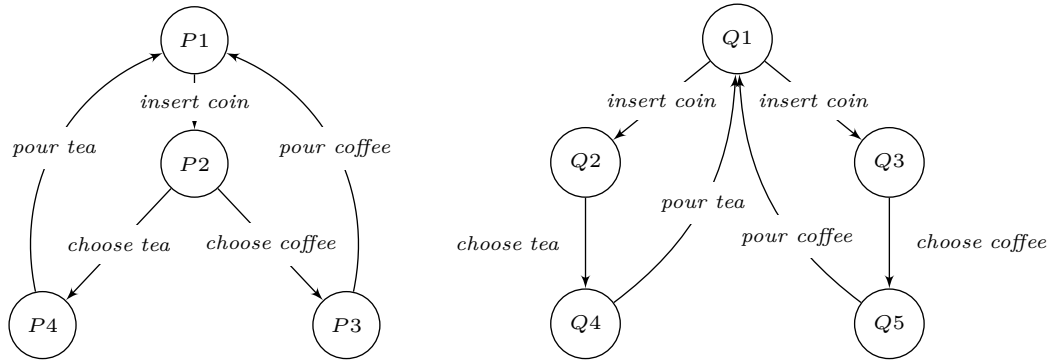 P1
insert coin
pour tea
pour coffee
P2
choose tea
choose coffee
P4
P3
Q1
insert coin
insert coin
Q2
Q3
pour tea
pour coffee
choose tea
choose coffee
Q4
Q5